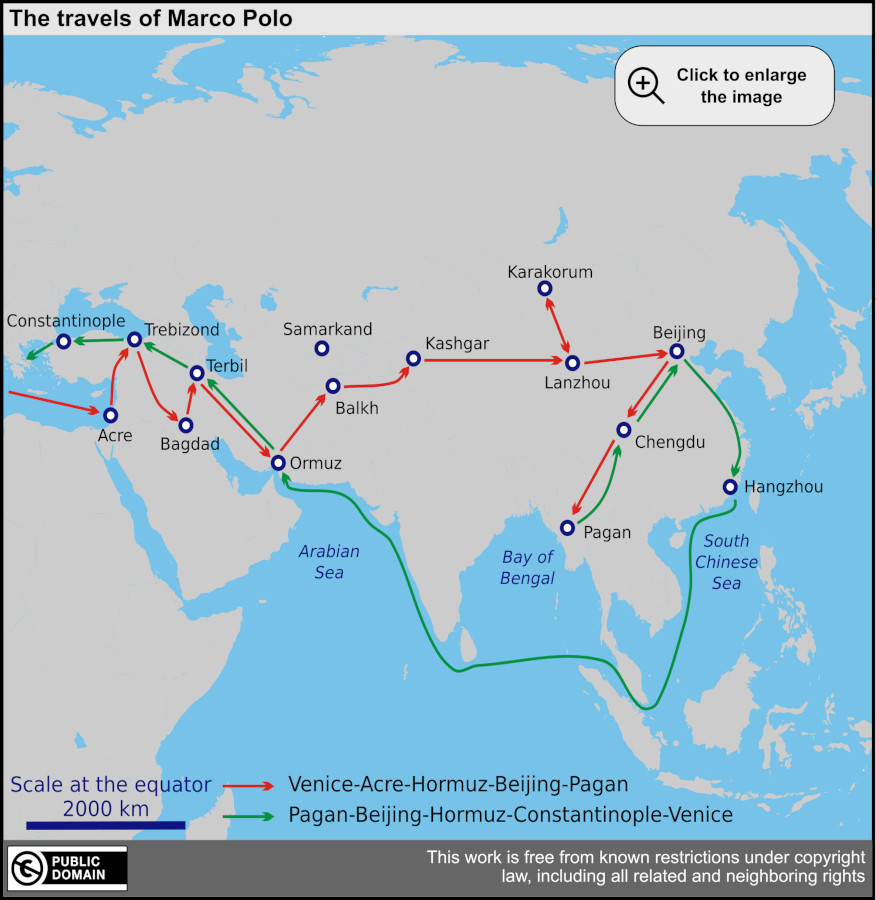 The travels of Marco Polo
Click to enlarge
the image
Karakorum
Constantinople
Trebizond
Samarkand
Beijing
Kashgar
Terbil
Lanzhou
Balkh
Acre
Bagdad
Chengdu
Ormuz
Hangzhou
Pagan
Arabian
Sea
Bay of
Bengal
South
Chinese
Sea
Scale at the equator
2000 km
Venice-Acre-Hormuz-Beijing-Pagan
Pagan-Beijing-Hormuz-Constantinople-Venice
PUBLIC
DOMAIN
This work is free from known restrictions under copyright
law, including all related and neighboring rights